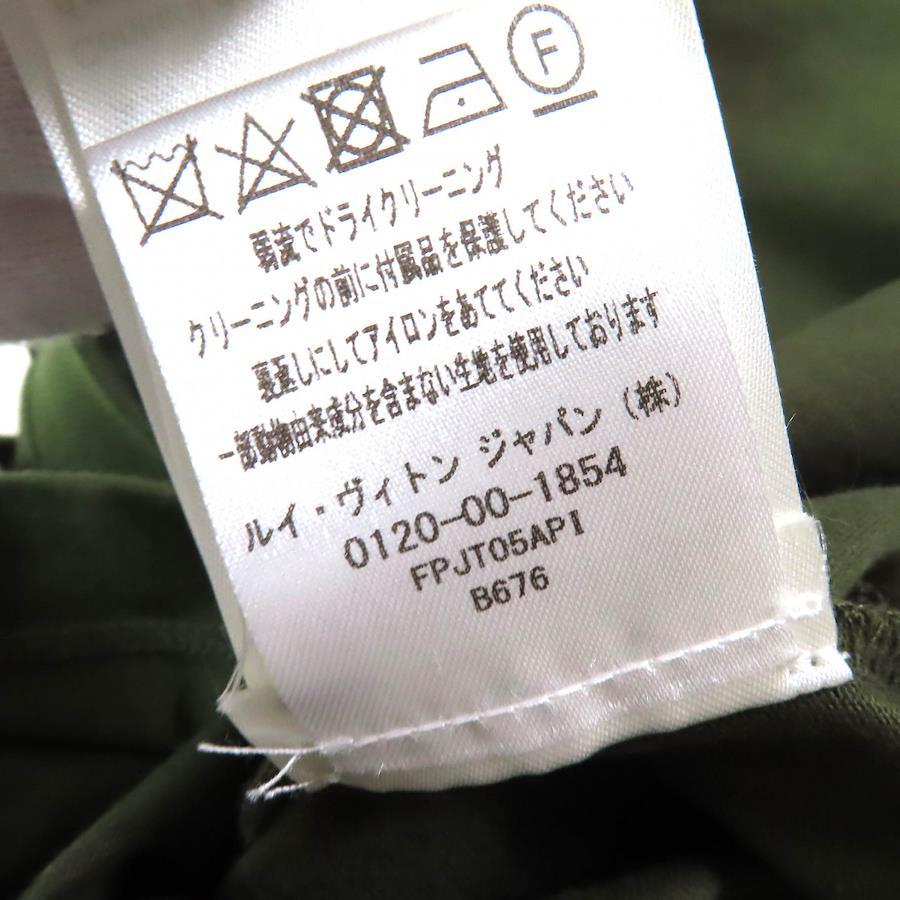 F
弱流でドライクリーニング
クリーニングの前に付属品を保護してください
裏返しにしてアイロンをあててください
一部動物由来成分を含まない生地を使用しております
ルイ・ヴィトン ジャパン（株）
0120-00-1854
FPJT05API
B676